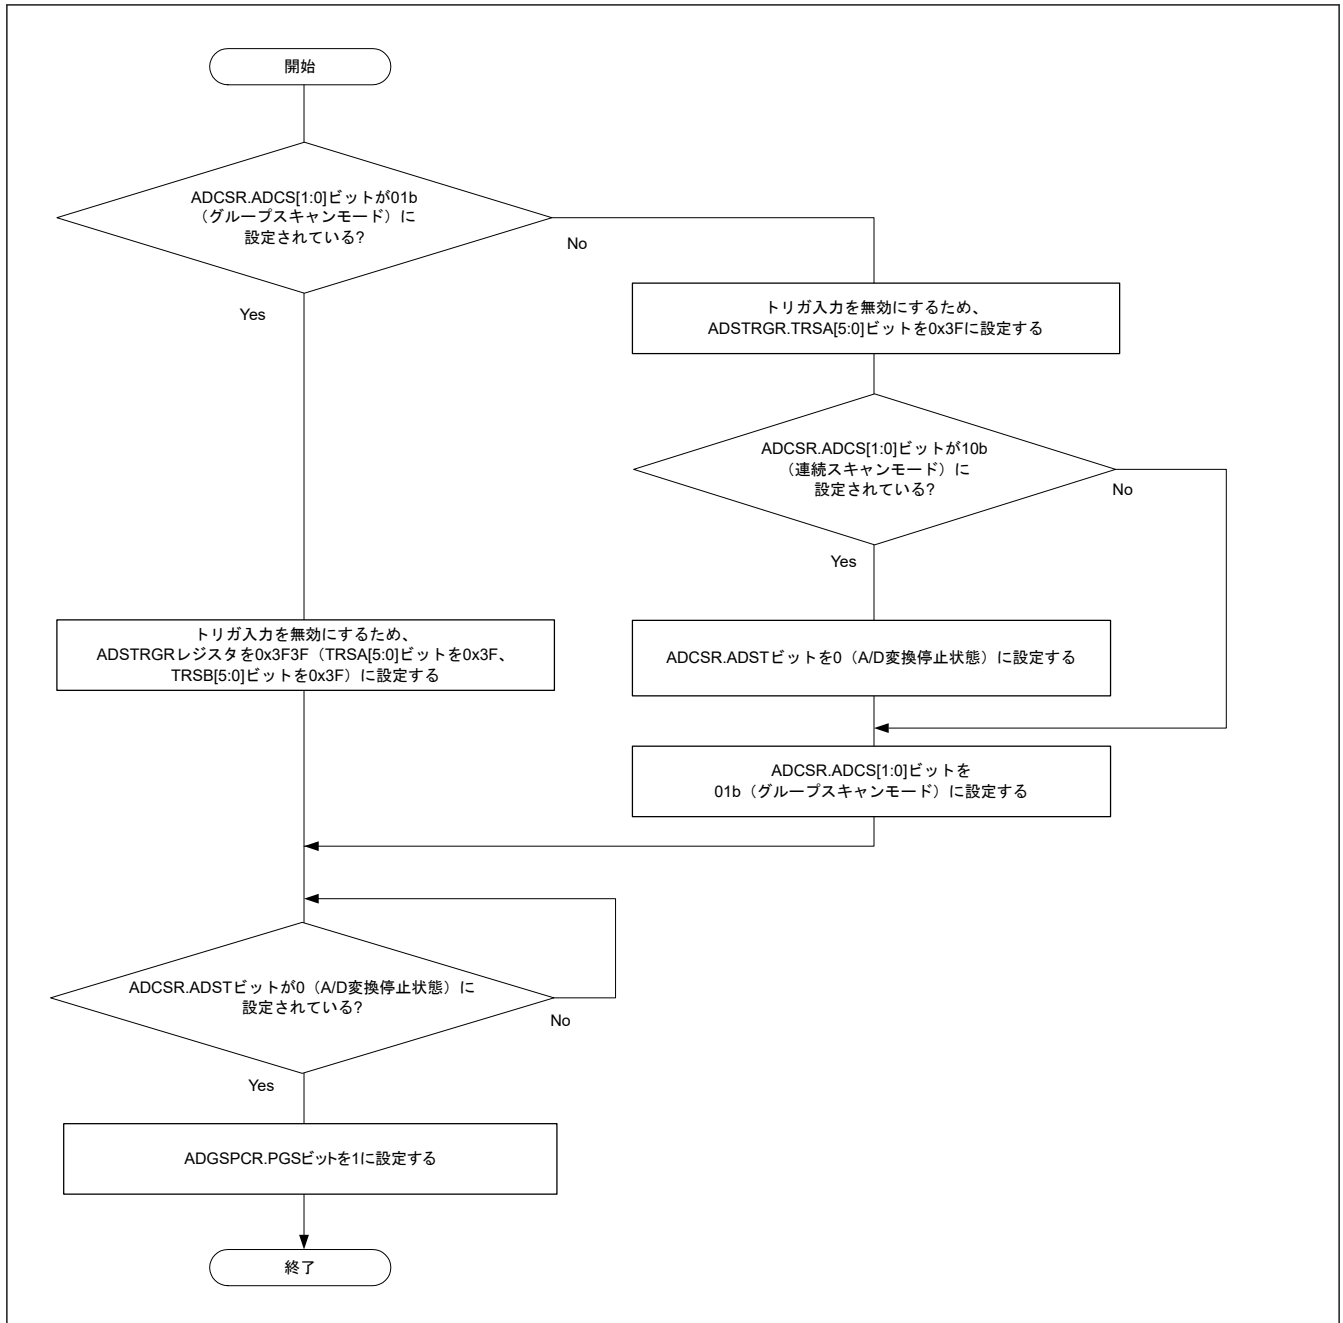 開始
ADCSR.ADCS[1:0]ビットが01b
（グループスキャンモード）に
設定されている?
No
Yes
トリガ入力を無効にするため、
ADSTRGR.TRSA[5:0]ビットを0x3Fに設定する
ADCSR.ADCS[1:0]ビットが10b
（連続スキャンモード）に
設定されている?
No
Yes
トリガ入力を無効にするため、
ADSTRGRレジスタを0x3F3F（TRSA[5:0]ビットを0x3F、
TRSB[5:0]ビットを0x3F）に設定する
ADCSR.ADSTビットを0（A/D変換停止状態）に設定する
ADCSR.ADCS[1:0]ビットを
01b（グループスキャンモード）に設定する
ADCSR.ADSTビットが0（A/D変換停止状態）に
設定されている?
No
Yes
ADGSPCR.PGSビットを1に設定する
終了